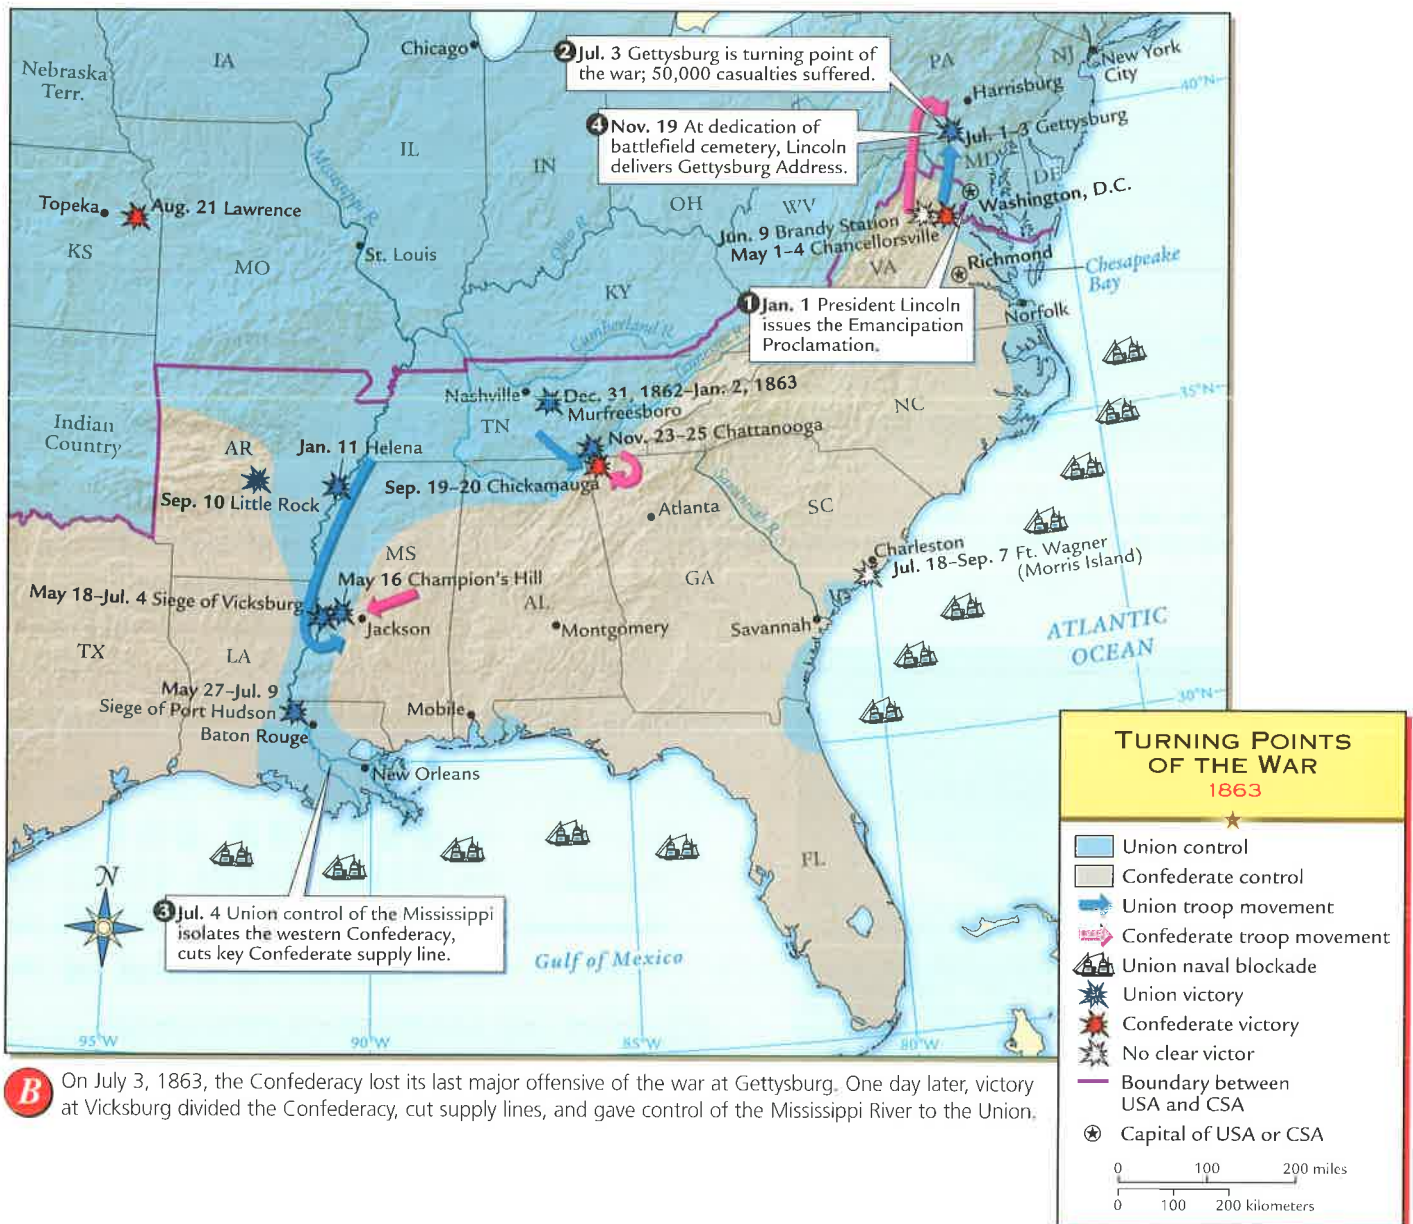 Chicago
IA
Nebraska
Terr.
❷Jul. 3 Gettysburg is turning point of
the war; 50,000 casualties suffered.
PA
NJ
New York
City
40°N
Harrisburg
❹Nov. 19 At dedication of
battlefield cemetery, Lincoln
delivers Gettysburg Address.
Jul. 1–3 Gettysburg
MD
DE
Washington, D.C.
IL
IN
OH
WV
Mississippi R.
Ohio R.
Topeka
Aug. 21 Lawrence
KS
MO
St. Louis
Jun. 9 Brandy Station
May 1–4 Chancellorsville
VA
Richmond
Chesapeake
Bay
Norfolk
KY
❶Jan. 1 President Lincoln
issues the Emancipation
Proclamation.
Cumberland R.
Tennessee R.
Nashville
Dec. 31, 1862–Jan. 2, 1863
Murfreesboro
TN
NC
35°N
Indian
Country
AR
Jan. 11 Helena
Nov. 23–25 Chattanooga
Sep. 19–20 Chickamauga
Sep. 10 Little Rock
Savannah R.
Atlanta
SC
Charleston
Jul. 18–Sep. 7 Ft. Wagner
(Morris Island)
MS
May 16 Champion's Hill
GA
AL
May 18–Jul. 4 Siege of Vicksburg
Jackson
Montgomery
Savannah
ATLANTIC
OCEAN
TX
LA
May 27–Jul. 9
Siege of Port Hudson
Baton Rouge
Mobile
New Orleans
30°N
FL
N
❸Jul. 4 Union control of the Mississippi
isolates the western Confederacy,
cuts key Confederate supply line.
Gulf of Mexico
95°W
90°W
85°W
80°W
TURNING POINTS
OF THE WAR
1863
Union control
Confederate control
Union troop movement
Confederate troop movement
Union naval blockade
Union victory
Confederate victory
No clear victor
Boundary between
USA and CSA
Capital of USA or CSA
0 100 200 miles
0 100 200 kilometers
B On July 3, 1863, the Confederacy lost its last major offensive of the war at Gettysburg. One day later, victory
at Vicksburg divided the Confederacy, cut supply lines, and gave control of the Mississippi River to the Union.